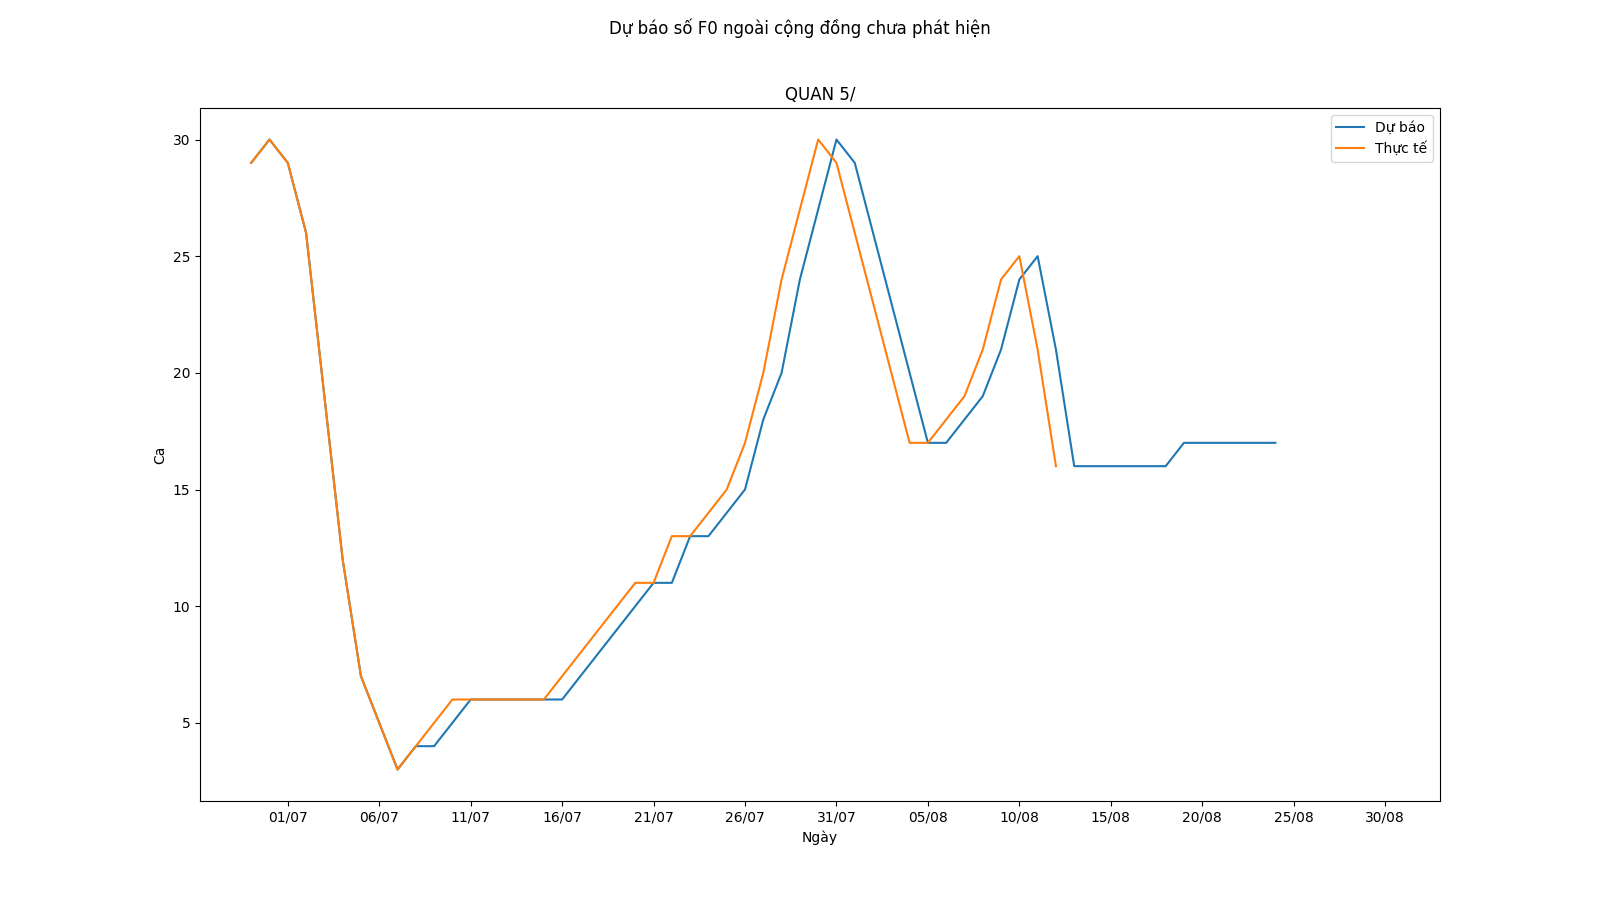 Dự báo số F0 ngoài cộng đồng chưa phát hiện
QUAN 5/
Dự báo
Thực tế
30
25
20
15
10
5
Ca
01/07 06/07 11/07 16/07 21/07 26/07 31/07 05/08 10/08 15/08 20/08 25/08 30/08
Ngày